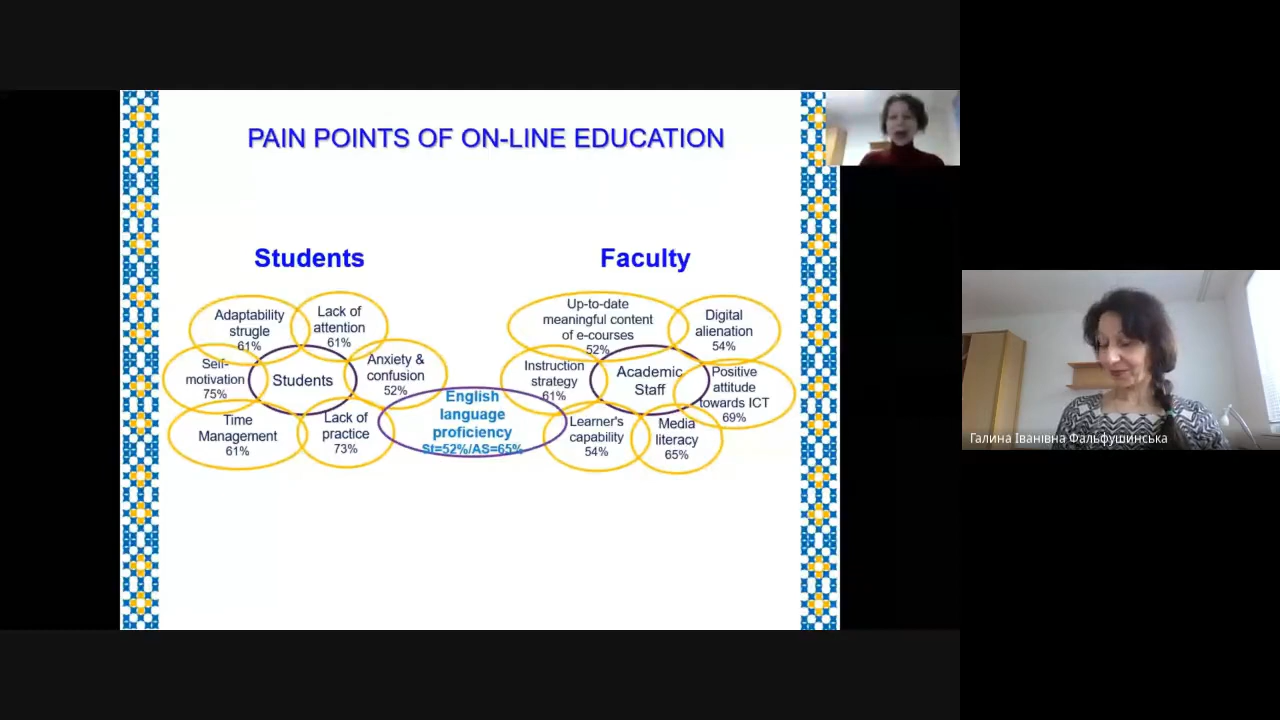 PAIN POINTS OF ON-LINE EDUCATION
Students
Faculty
Adaptability
strugle
61%
Lack of
attention
61%
Self-
motivation
75%
Students
Anxiety &
confusion
52%
Time
Management
61%
Lack of
practice
73%
English
language
proficiency
St=52%/AS=65%
Up-to-date
meaningful content
of e-courses
52%
Digital
alienation
54%
Instruction
strategy
61%
Academic
Staff
Positive
attitude
towards ICT
69%
Learner's
capability
54%
Media
literacy
65%
Галина Іванівна Фальфушинська